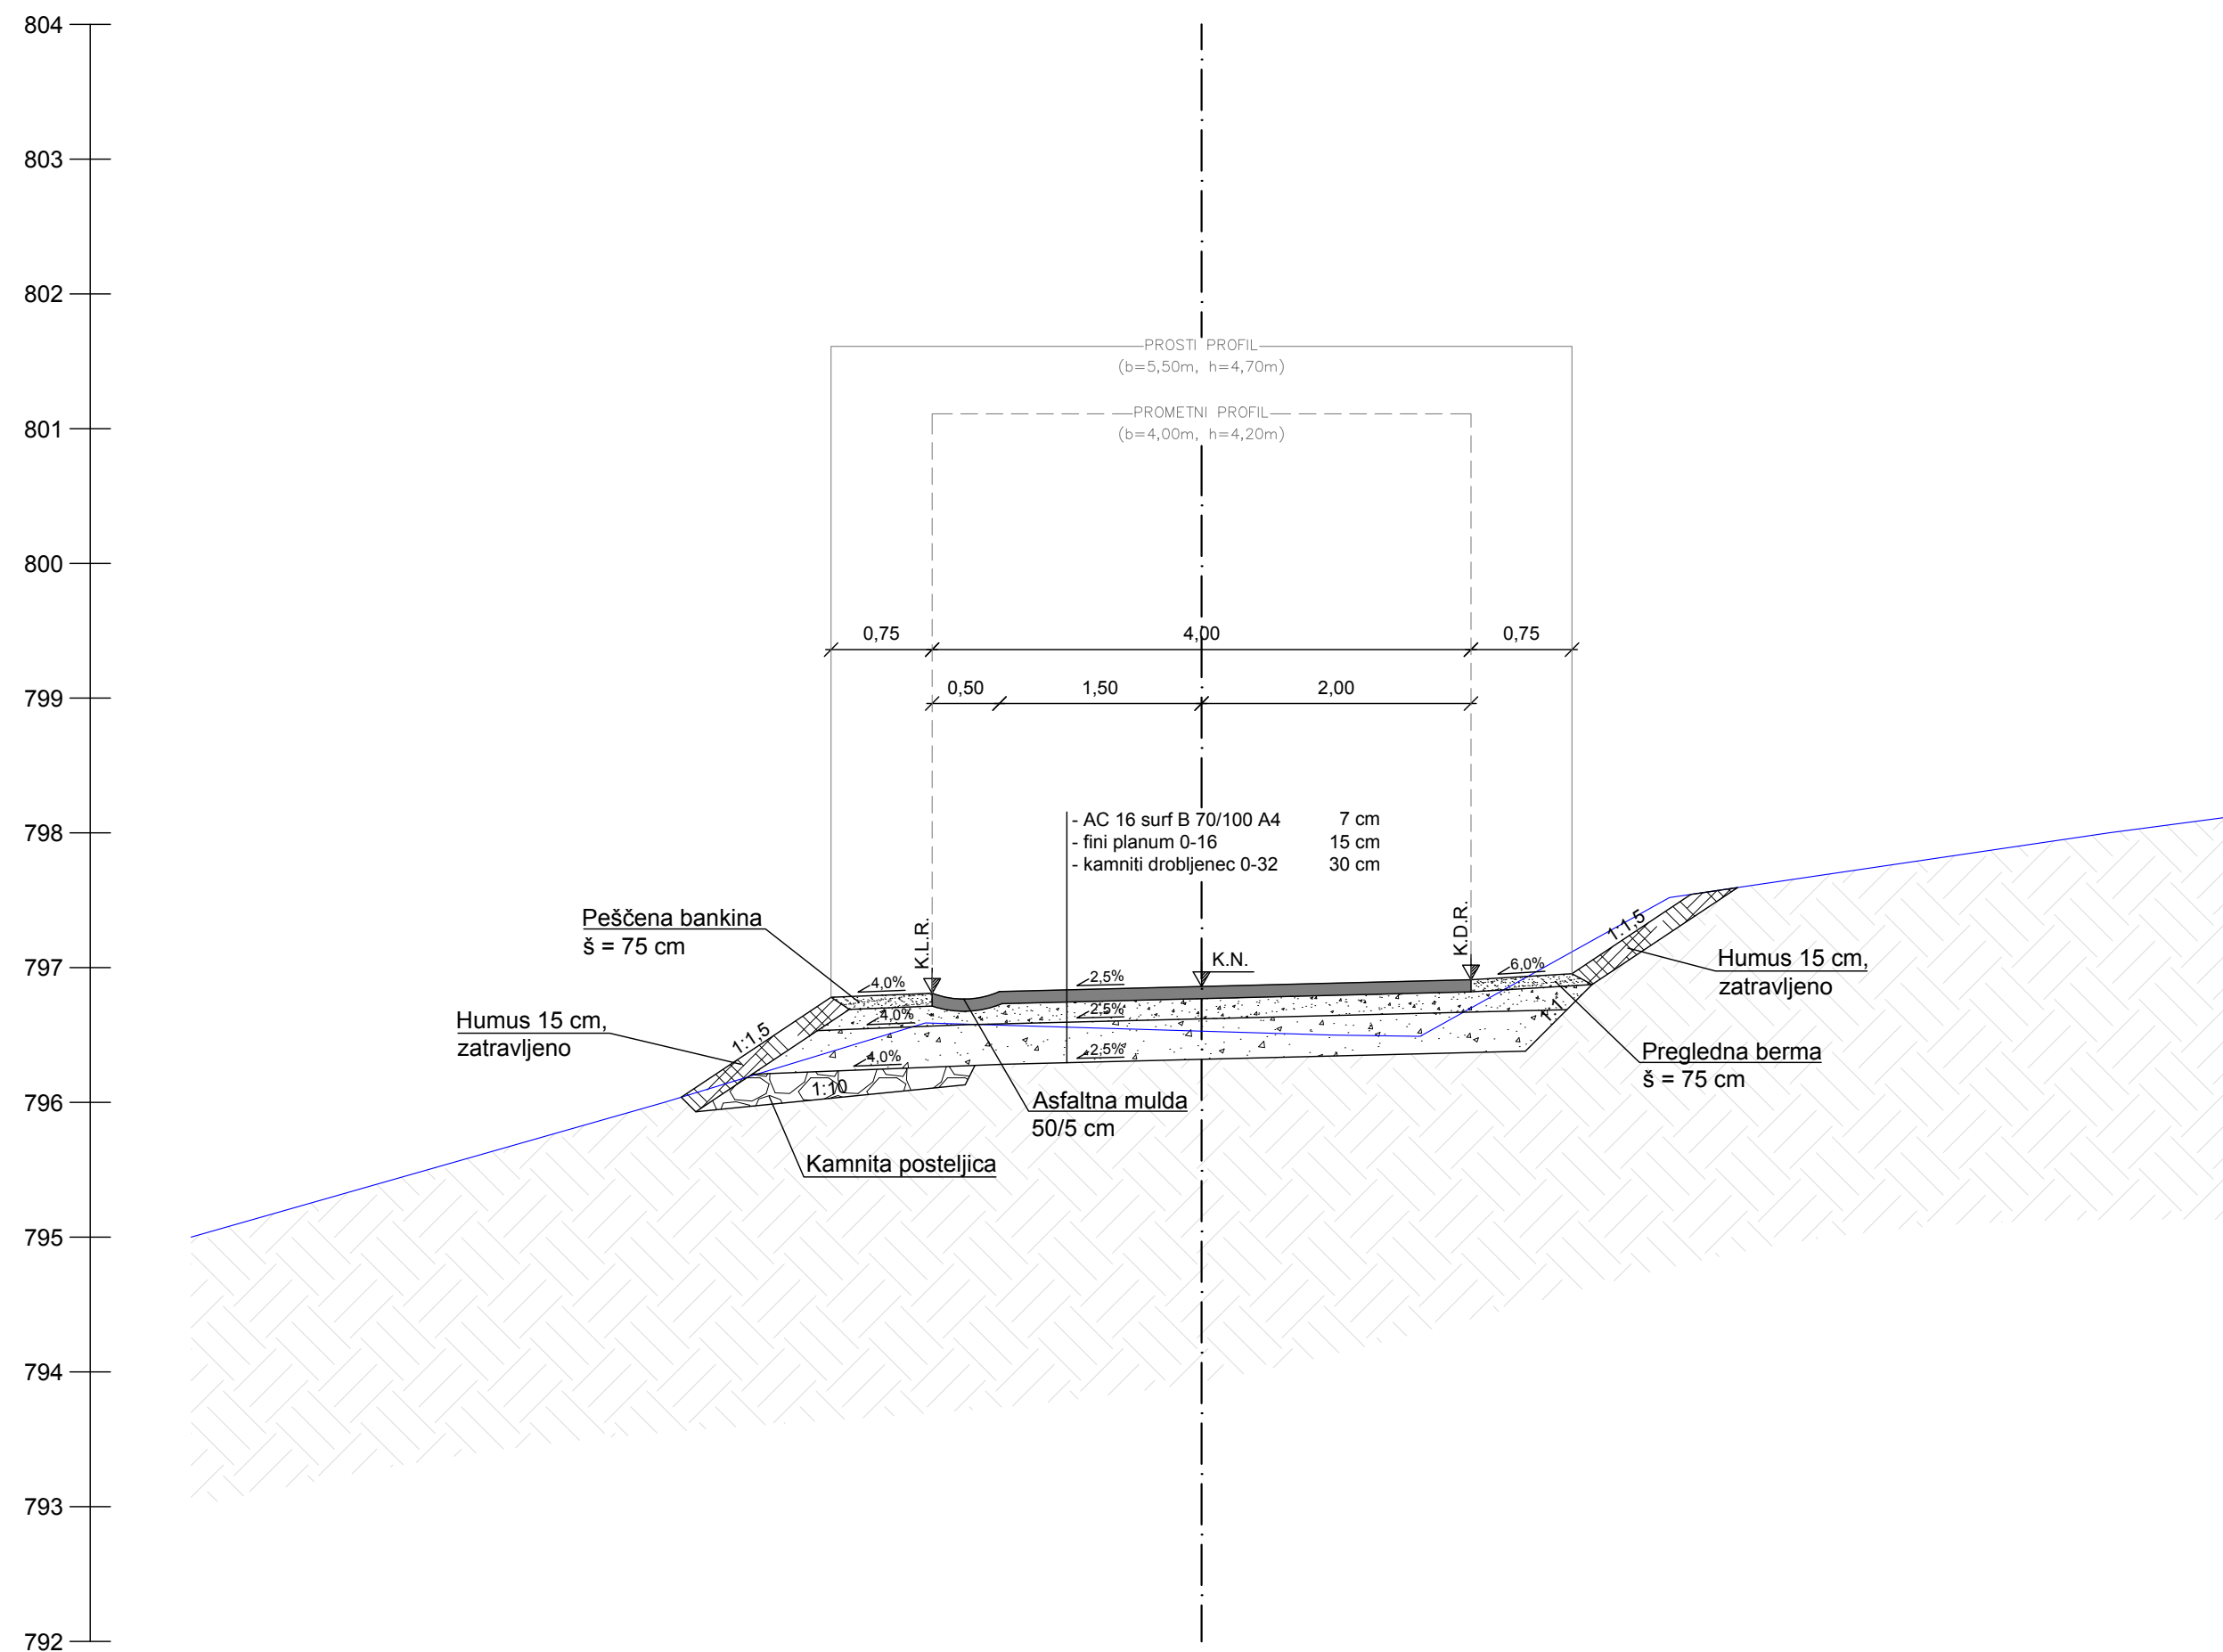 804
803
802
801
800
799
798
797
796
795
794
793
792
PROSTI PROFIL
(b=5,50m, h=4,70m)
PROMETNI PROFIL
(b=4,00m, h=4,20m)
0,75 4,00 0,75
0,50 1,50 2,00
- AC 16 surf B 70/100 A4 7 cm
- fini planum 0-16 15 cm
- kamniti drobljenec 0-32 30 cm
K.L.R.
K.N.
K.D.R.
Peščena bankina
š = 75 cm
4,0%
2,5%
6,0%
1:1,5
Humus 15 cm,
zatravljeno
Humus 15 cm,
zatravljeno
1:1,5
4,0%
2,5%
1:1
4,0%
2,5%
Pregledna berma
š = 75 cm
1:10
Asfaltna mulda
50/5 cm
Kamnita posteljica